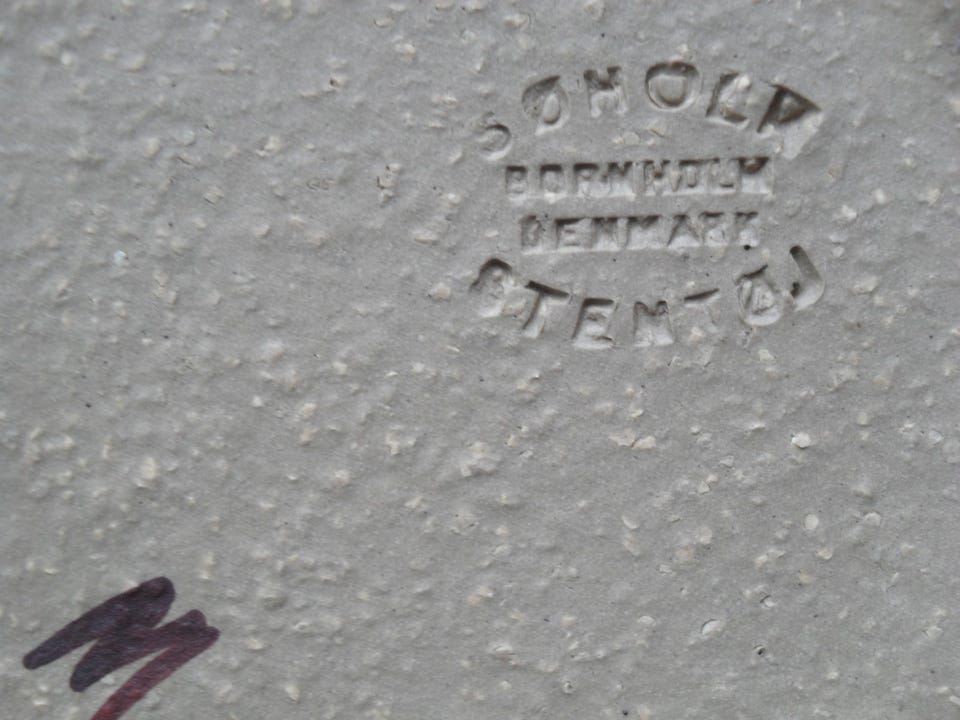 SØHOLM
BORNHOLM
DENMARK
STENTØJ